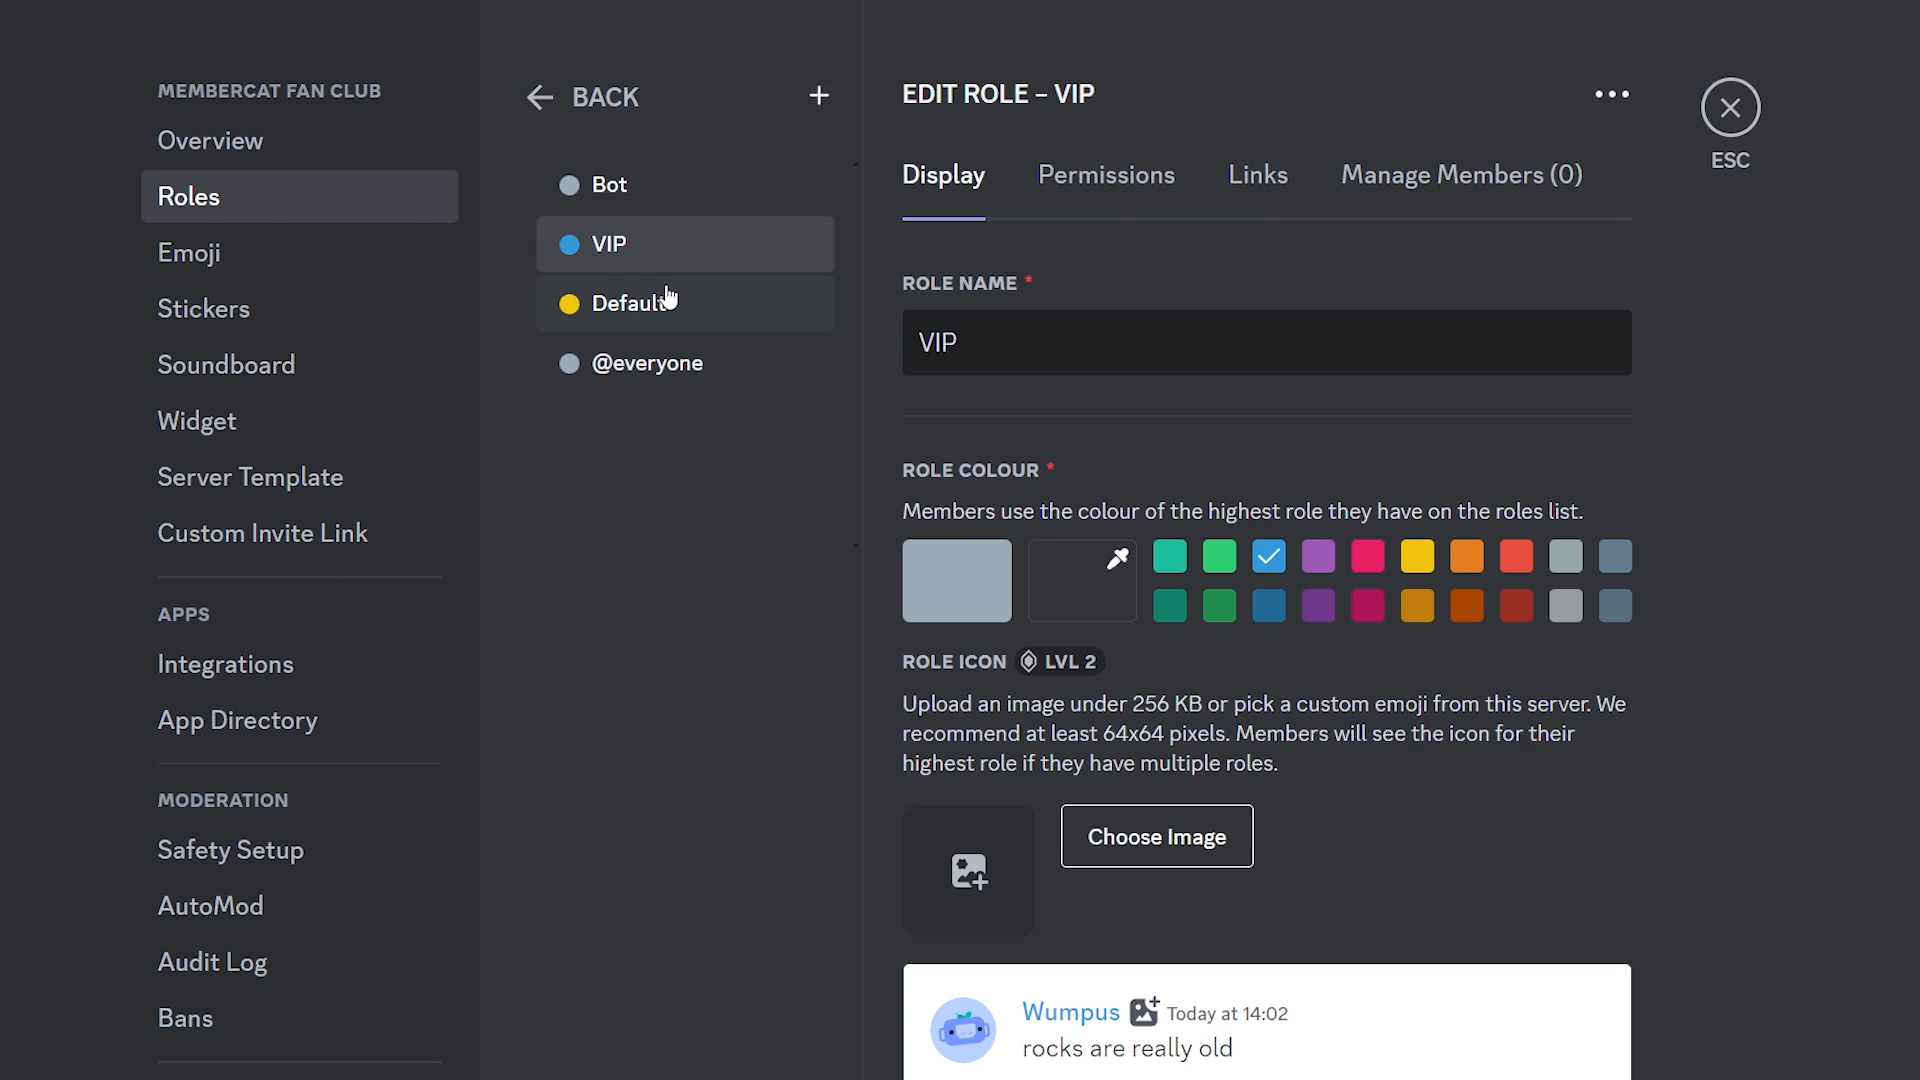 MEMBERCAT FAN CLUB
Overview
Roles
Emoji
Stickers
Soundboard
Widget
Server Template
Custom Invite Link
APPS
Integrations
App Directory
MODERATION
Safety Setup
AutoMod
Audit Log
Bans
BACK
Bot
VIP
Default
@everyone
EDIT ROLE – VIP
ESC
Display
Permissions
Links
Manage Members (0)
ROLE NAME *
VIP
ROLE COLOUR *
Members use the colour of the highest role they have on the roles list.
ROLE ICON LVL 2
Upload an image under 256 KB or pick a custom emoji from this server. We
recommend at least 64x64 pixels. Members will see the icon for their
highest role if they have multiple roles.
Choose Image
Wumpus Today at 14:02
rocks are really old